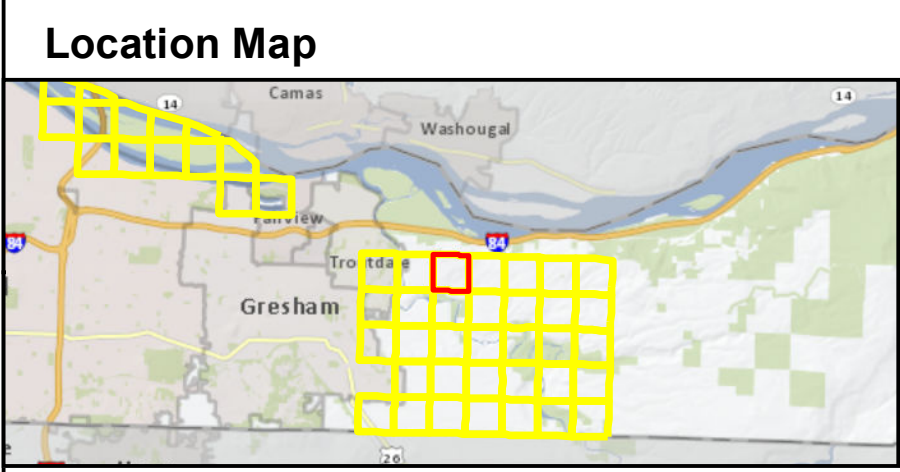 Location Map
Camas
14
14
Washougal
Fairview
84
84
Troutdale
Gresham
26